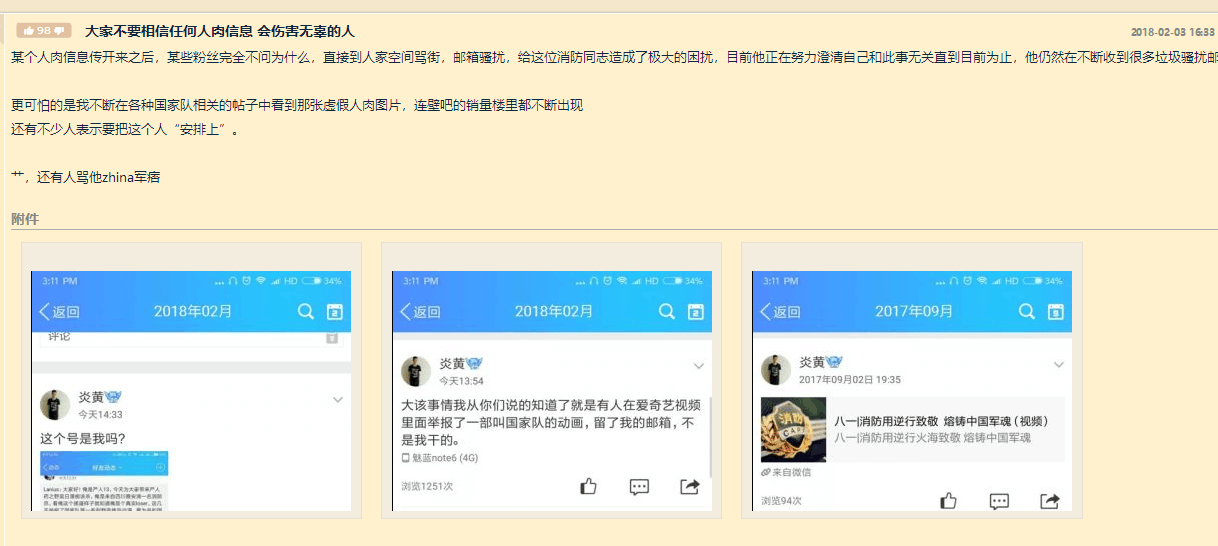 98
大家不要相信任何人肉信息 会伤害无辜的人
2018-02-03 16:33
某个人肉信息传开来之后，某些粉丝完全不问为什么，直接到人家空间骂街，邮箱骚扰，给这位消防同志造成了极大的困扰，目前他正在努力澄清自己和此事无关直到目前为止，他仍然在不断收到很多垃圾骚扰邮
更可怕的是我不断在各种国家队相关的帖子中看到那张虚假人肉图片，连壁吧的销量楼里都不断出现
还有不少人表示要把这个人“安排上”。
艹，还有人骂他zhina军痞
附件
3:11 PM
HD 34%
返回
2018年02月
2
评论
炎黄
今天14:33
这个号是我吗?
好友动态
3:11 PM
HD 34%
返回
2018年02月
2
炎黄
今天13:54
大该事情我从你们说的知道了就是有人在爱奇艺视频
里面举报了一部叫国家队的动画，留了我的邮箱，不
是我干的。
魅蓝note6 (4G)
浏览1251次
3:11 PM
HD 34%
返回
2017年09月
炎黄
2017年09月02日 19:35
消防
八一|消防用逆行致敬 熔铸中国军魂（视频）
八一|消防用逆行火海致敬 熔铸中国军魂
来自微信
浏览94次